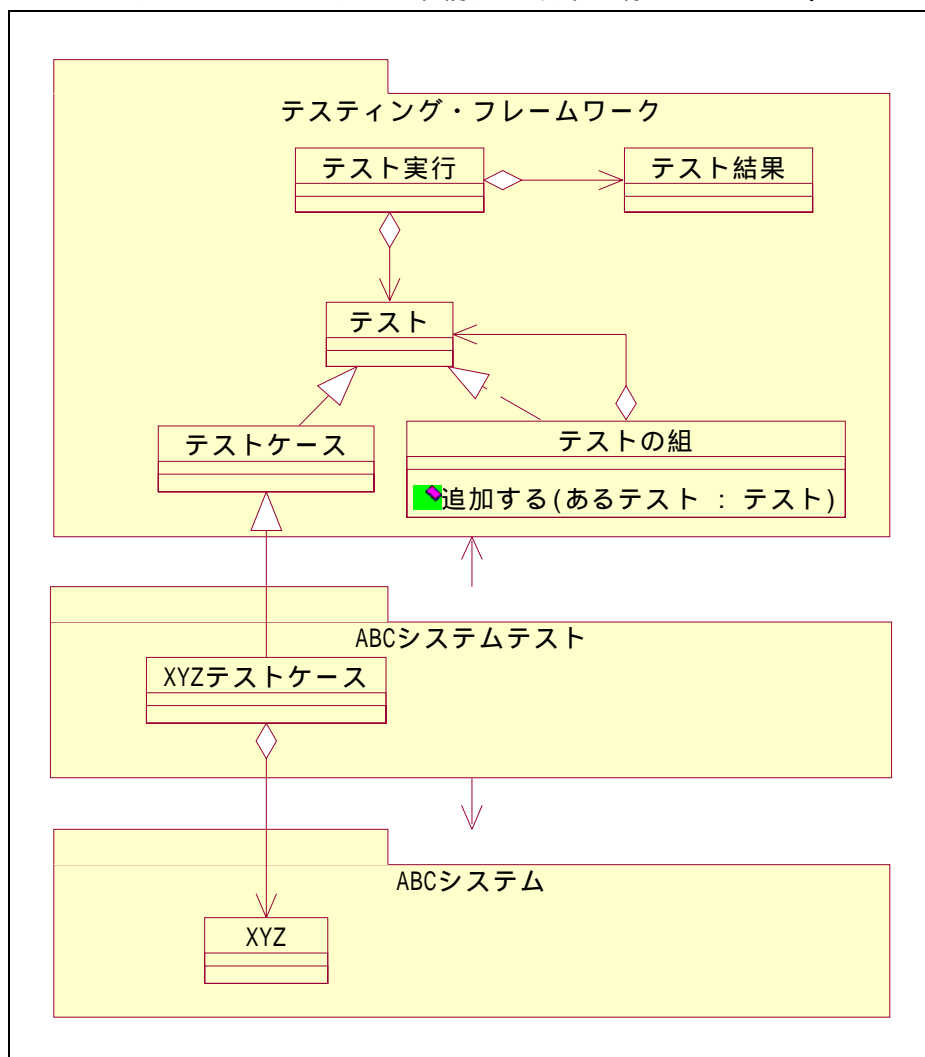 テスティング・フレームワーク
テスト実行
テスト結果
テスト
テストケース
テストの組
追加する(あるテスト : テスト)
ABCシステムテスト
XYZテストケース
ABCシステム
XYZ